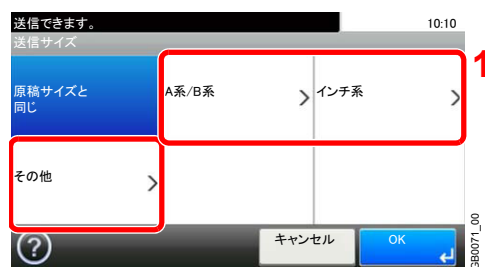 送信できます。
10:10
送信サイズ
原稿サイズと
同じ
A系/B系
インチ系
1
その他
?
キャンセル
OK
GB0071_00